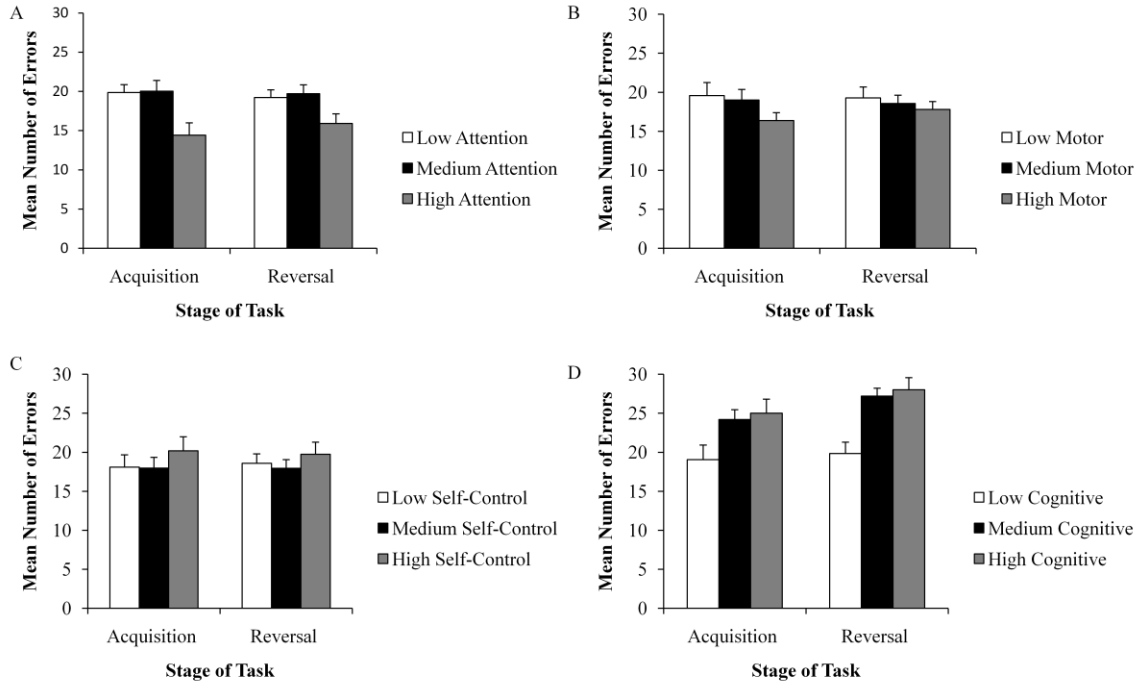 A
Mean Number of Errors
30
25
20
15
10
5
0
Acquisition
Reversal
Stage of Task
Low Attention
Medium Attention
High Attention
B
Mean Number of Errors
30
25
20
15
10
5
0
Acquisition
Reversal
Stage of Task
Low Motor
Medium Motor
High Motor
C
Mean Number of Errors
30
25
20
15
10
5
0
Acquisition
Reversal
Stage of Task
Low Self-Control
Medium Self-Control
High Self-Control
D
Mean Number of Errors
30
25
20
15
10
5
0
Acquisition
Reversal
Stage of Task
Low Cognitive
Medium Cognitive
High Cognitive